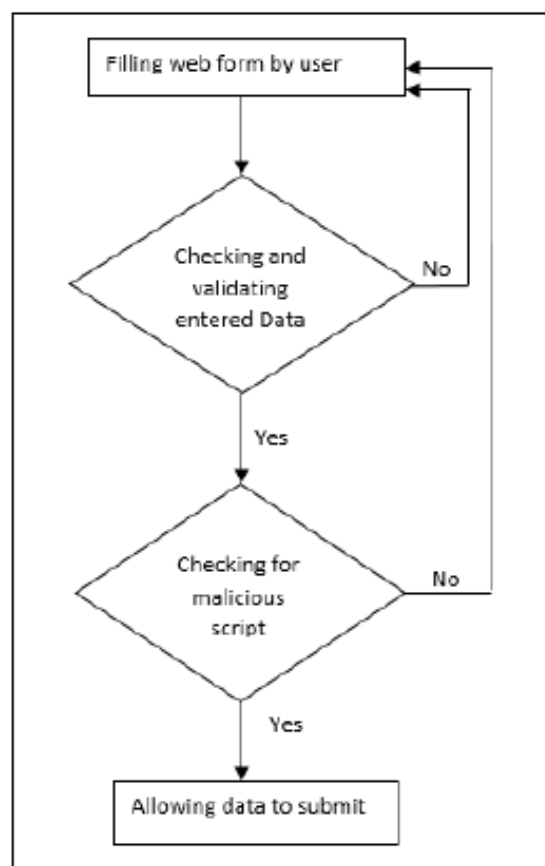 Filling web form by user
Checking and
validating
entered Data
No
Yes
Checking for
malicious
script
No
Yes
Allowing data to submit